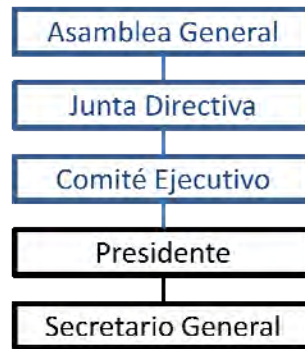 Asamblea General
Junta Directiva
Comité Ejecutivo
Presidente
Secretario General